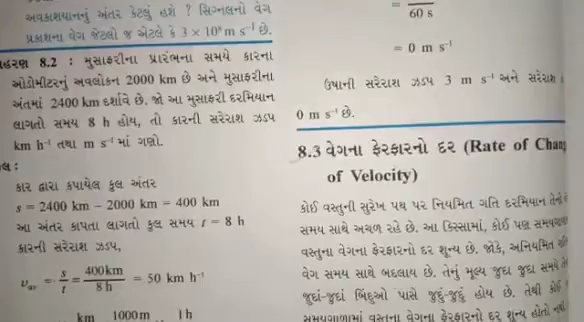 અવકાશયાનનું અંતર કેટલું હશે ? સિગ્નલનો વેગ
પ્રકાશના વેગ જેટલો જ એટલે કે 3 × 10⁸ m s⁻¹ છે.
હરણ 8.2 : મુસાફરીના પ્રારંભના સમયે કારના
ઓડોમીટરનું અવલોકન 2000 km છે અને મુસાફરીના
અંતમાં 2400 km દર્શાવે છે. જો આ મુસાફરી દરમિયાન
લાગતો સમય 8 h હોય, તો કારની સરેરાશ ઝડપ
km h⁻¹ તથા m s⁻¹ માં ગણો.
લ :
કાર દ્વારા કપાયેલ કુલ અંતર
s = 2400 km – 2000 km = 400 km
આ અંતર કાપતા લાગતો કુલ સમય t = 8 h
કારની સરેરાશ ઝડપ,
υav = s/t = 400 km / 8 h = 50 km h⁻¹
km 1000m 1h
= / 60 s
= 0 m s⁻¹
ઉષાની સરેરાશ ઝડપ 3 m s⁻¹ અને સરેરાશ
0 m s⁻¹ છે.
8.3 વેગના ફેરફારનો દર (Rate of Chang
of Velocity)
કોઈ વસ્તુની સુરેખ પથ પર નિયમિત ગતિ દરમિયાન તેનો
સમય સાથે અચળ રહે છે. આ કિસ્સામાં, કોઈ પણ
વસ્તુના વેગના ફેરફારનો દર શૂન્ય છે. જોકે, અનિયમિત
વેગ સમય સાથે બદલાય છે. તેનું મૂલ્ય જુદા જુદા સમયે
જુદાં-જુદાં બિંદુઓ પાસે જુદું-જુદું હોય છે. તેથી કોઈ
સમયગાળામાં વસ્તુના વેગના ફેરફારનો દર શૂન્ય હોતો નથી